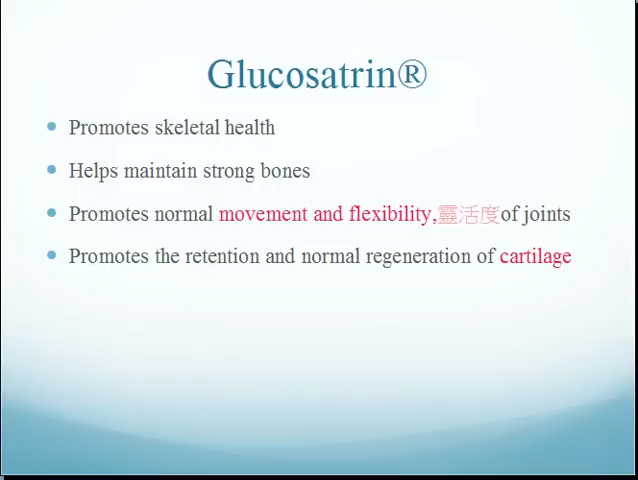 Glucosatrin®
Promotes skeletal health
Helps maintain strong bones
Promotes normal movement and flexibility,靈活度of joints
Promotes the retention and normal regeneration of cartilage